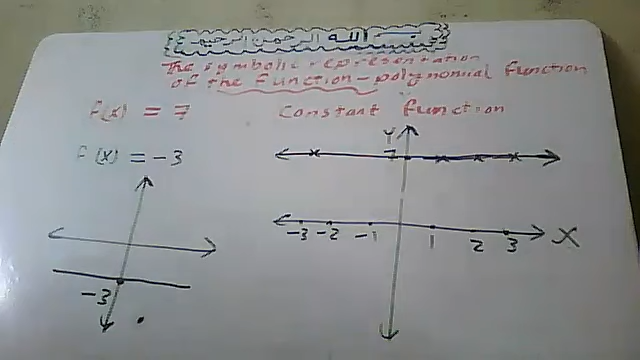 بسم الله الرحمن الرحيم
The symbolic representation
of the function - polynomial function
f(x) = 7
Constant function
f(x) = -3
Y
7
-3 -2 -1 1 2 3 X
-3